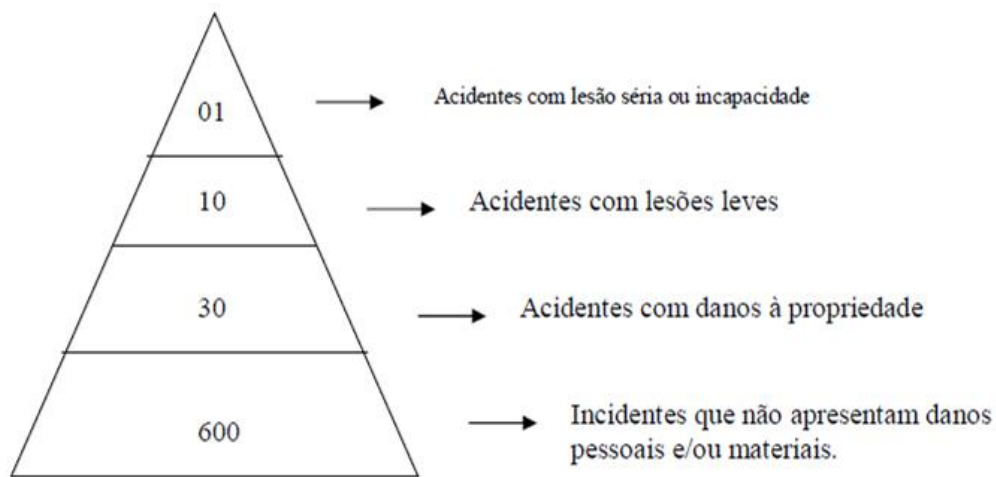 01
Acidentes com lesão séria ou incapacidade
10
Acidentes com lesões leves
30
Acidentes com danos à propriedade
600
Incidentes que não apresentam danos
pessoais e/ou materiais.